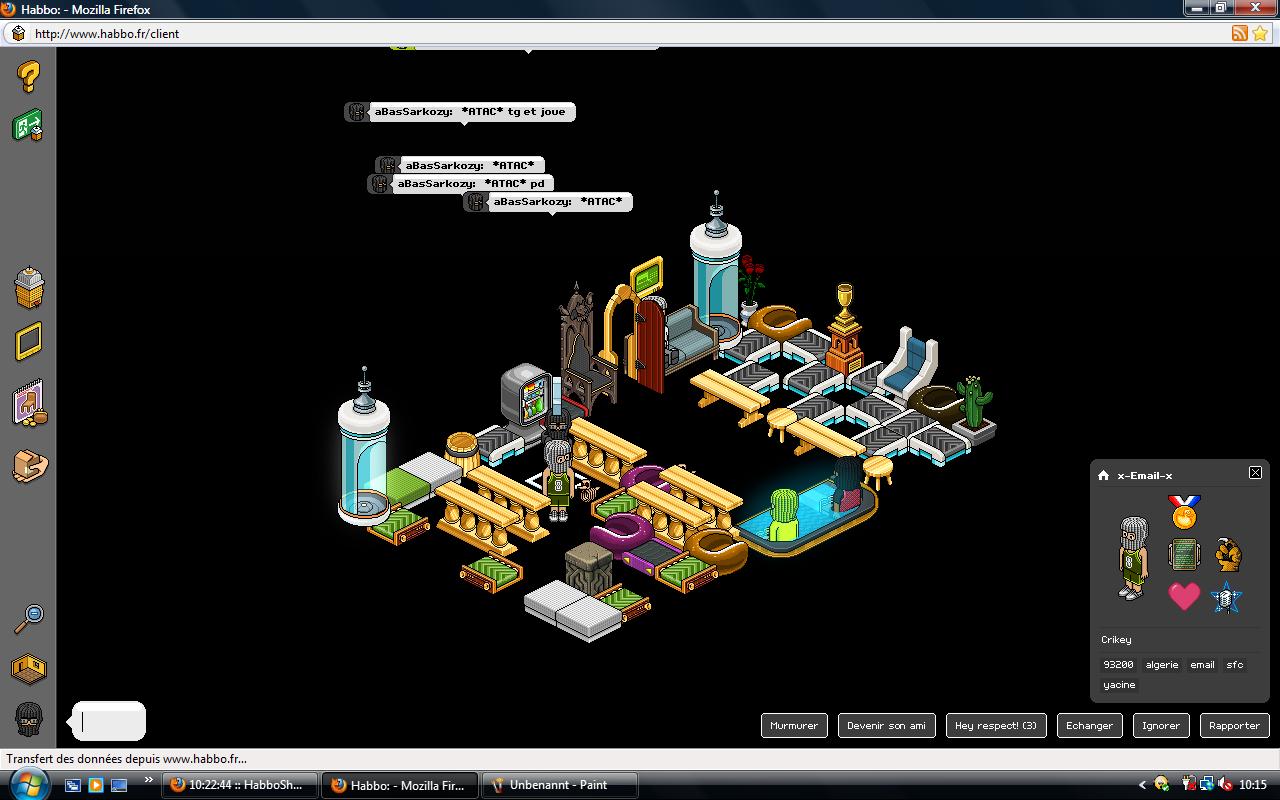 Habbo: - Mozilla Firefox
http://www.habbo.fr/client
aBasSarkozy: *ATAC* tg et joue
aBasSarkozy: *ATAC*
aBasSarkozy: *ATAC* pd
aBasSarkozy: *ATAC*
x-Email-x
Crikey
93200 algerie email sfc
yacine
Murmurer Devenir son ami Hey respect! (3) Echanger Ignorer Rapporter
Transfert des données depuis www.habbo.fr...
» 10:22:44 :: HabboSh... Habbo: - Mozilla Fir... Unbenannt - Paint 10:15